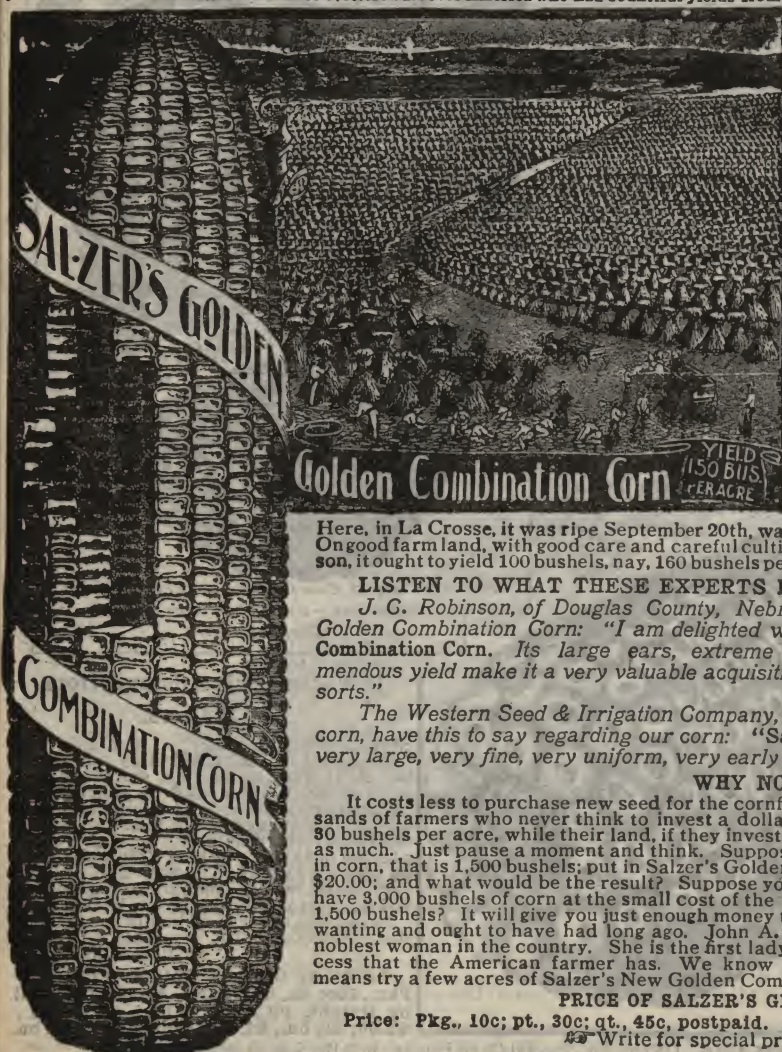 SALZER'S GOLDEN
COMBINATION CORN
Golden Combination Corn
YIELD
150 BUS.
PER ACRE
Here, in La Crosse, it was ripe September 20th, wa
On good farm land, with good care and careful culti
son, it ought to yield 100 bushels, nay, 160 bushels pe
LISTEN TO WHAT THESE EXPERTS
J. C. Robinson, of Douglas County, Neb
Golden Combination Corn: "I am delighted w
Combination Corn. Its large ears, extreme
mendous yield make it a very valuable acquisit
sorts."
The Western Seed & Irrigation Company,
corn, have this to say regarding our corn: "Sa
very large, very fine, very uniform, very early
WHY NO
It costs less to purchase new seed for the cornf
sands of farmers who never think to invest a dolla
30 bushels per acre, while their land, if they invest
as much. Just pause a moment and think. Suppos
in corn, that is 1,500 bushels; put in Salzer's Golde
$20.00; and what would be the result? Suppose yo
have 3,000 bushels of corn at the small cost of the
1,500 bushels? It will give you just enough money
wanting and ought to have had long ago. John A.
noblest woman in the country. She is the first lady
cess that the American farmer has. We know
means try a few acres of Salzer's New Golden Com
PRICE OF SALZER'S G
Price: Pkg., 10c; pt., 30c; qt., 45c, postpaid.
Write for special pr